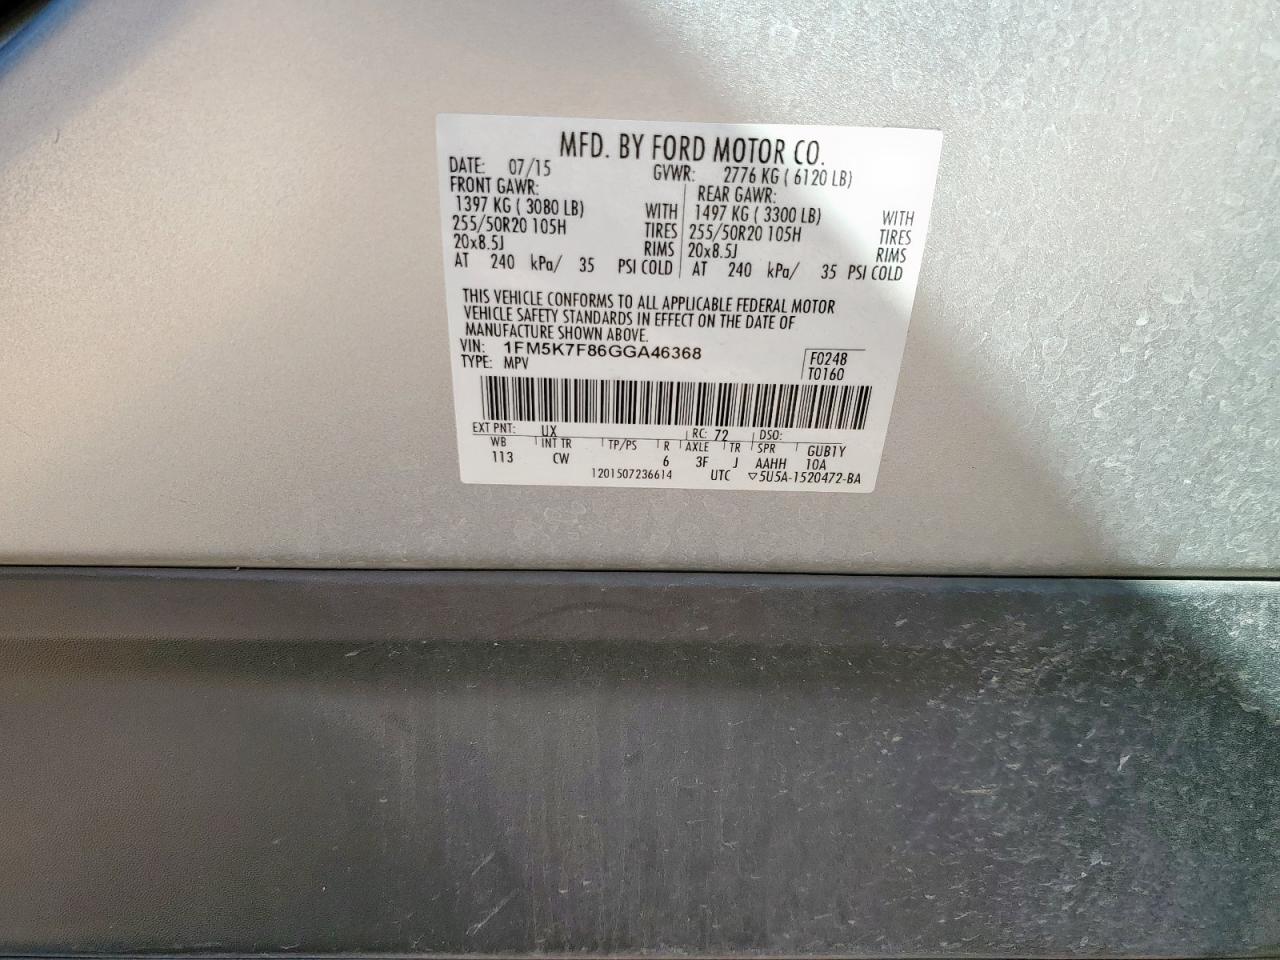 MFD. BY FORD MOTOR CO.
DATE: 07/15 GVWR: 2776 KG ( 6120 LB)
FRONT GAWR: REAR GAWR:
1397 KG ( 3080 LB) WITH 1497 KG ( 3300 LB) WITH
255/50R20 105H TIRES 255/50R20 105H TIRES
20x8.5J RIMS 20x8.5J RIMS
AT 240 kPa/ 35 PSI COLD AT 240 kPa/ 35 PSI COLD
THIS VEHICLE CONFORMS TO ALL APPLICABLE FEDERAL MOTOR
VEHICLE SAFETY STANDARDS IN EFFECT ON THE DATE OF
MANUFACTURE SHOWN ABOVE.
VIN: 1FM5K7F86GGA46368 F0248
TYPE: MPV T0160
EXT PNT: UX RC: 72 DSO:
WB INT TR TP/PS R AXLE TR SPR GUB1Y
113 CW 6 3F J AAHH 10A
1201507236614 UTC ▽5U5A-1520472-BA